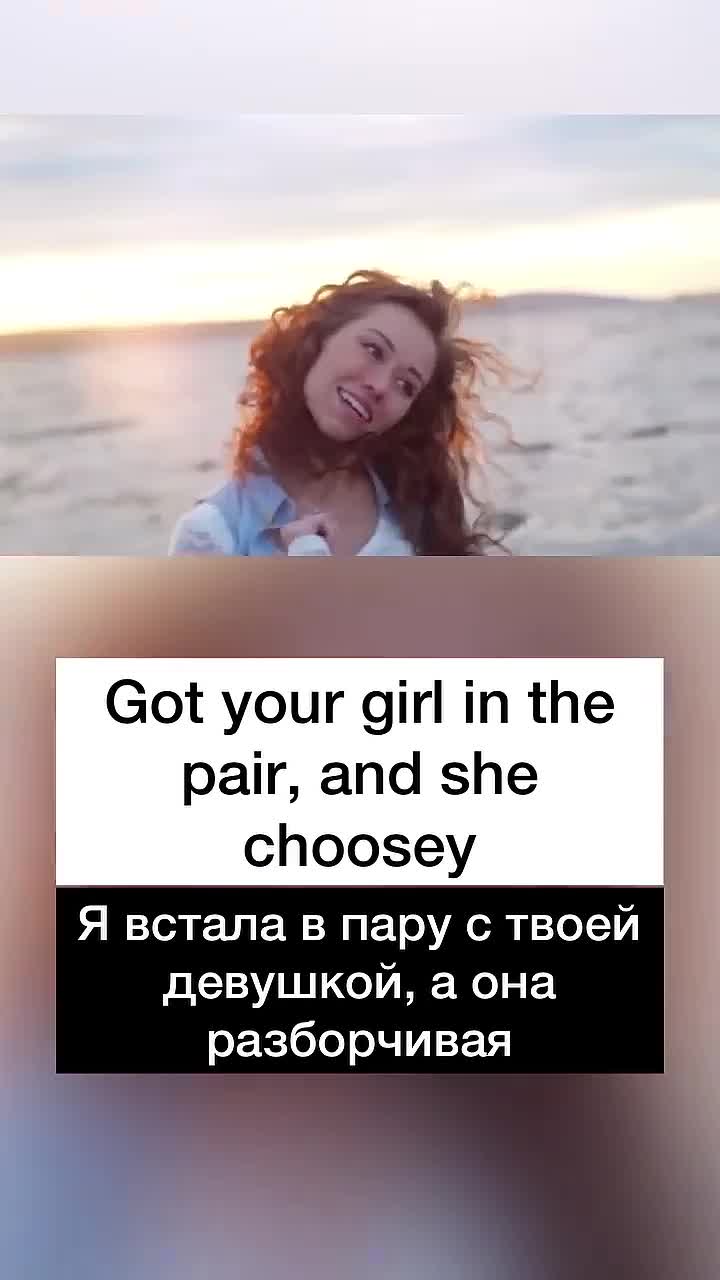 Got your girl in the
pair, and she
choosey
Я встала в пару с твоей
девушкой, а она
разборчивая